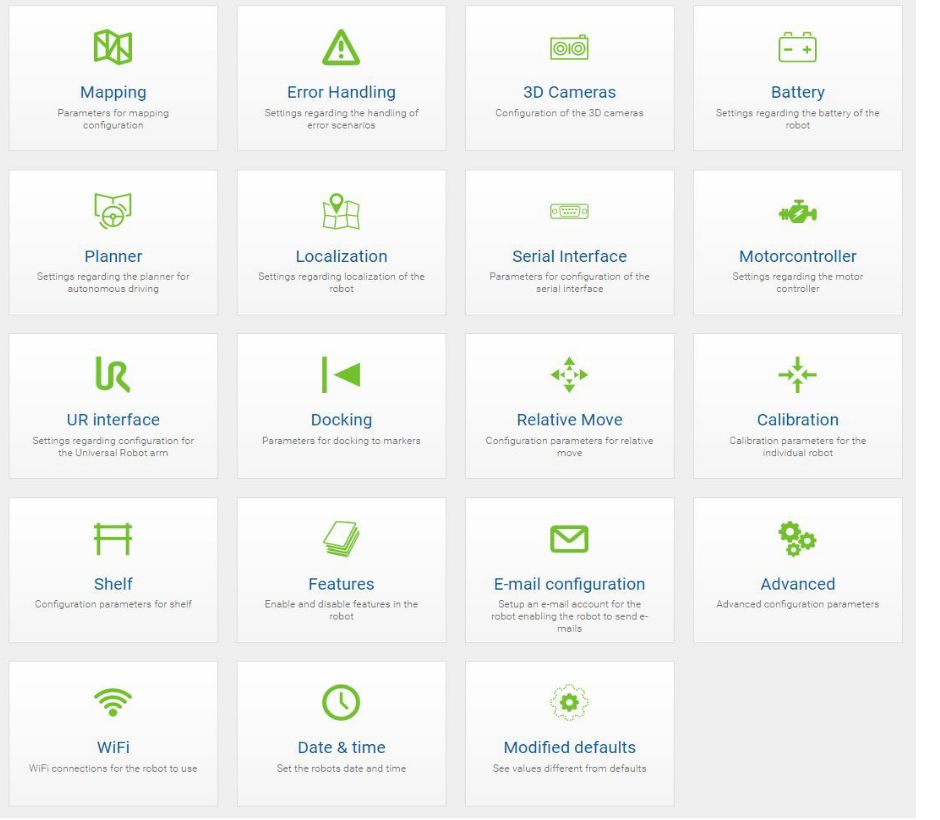 Mapping
Parameters for mapping
configuration
Error Handling
Settings regarding the handling of
error scenarios
3D Cameras
Configuration of the 3D cameras
Battery
Settings regarding the battery of the
robot
Planner
Settings regarding the planner for
autonomous driving
Localization
Settings regarding localization of the
robot
Serial Interface
Parameters for configuration of the
serial interface
Motorcontroller
Settings regarding the motor
controller
UR
UR interface
Settings regarding configuration for
the Universal Robot arm
Docking
Parameters for docking to markers
Relative Move
Configuration parameters for relative
move
Calibration
Calibration parameters for the
individual robot
Shelf
Configuration parameters for shelf
Features
Enable and disable features in the
robot
E-mail configuration
Setup an e-mail account for the
robot enabling the robot to send e-
mails
Advanced
Advanced configuration parameters
WiFi
WiFi connections for the robot to use
Date & time
Set the robots date and time
Modified defaults
See values different from defaults